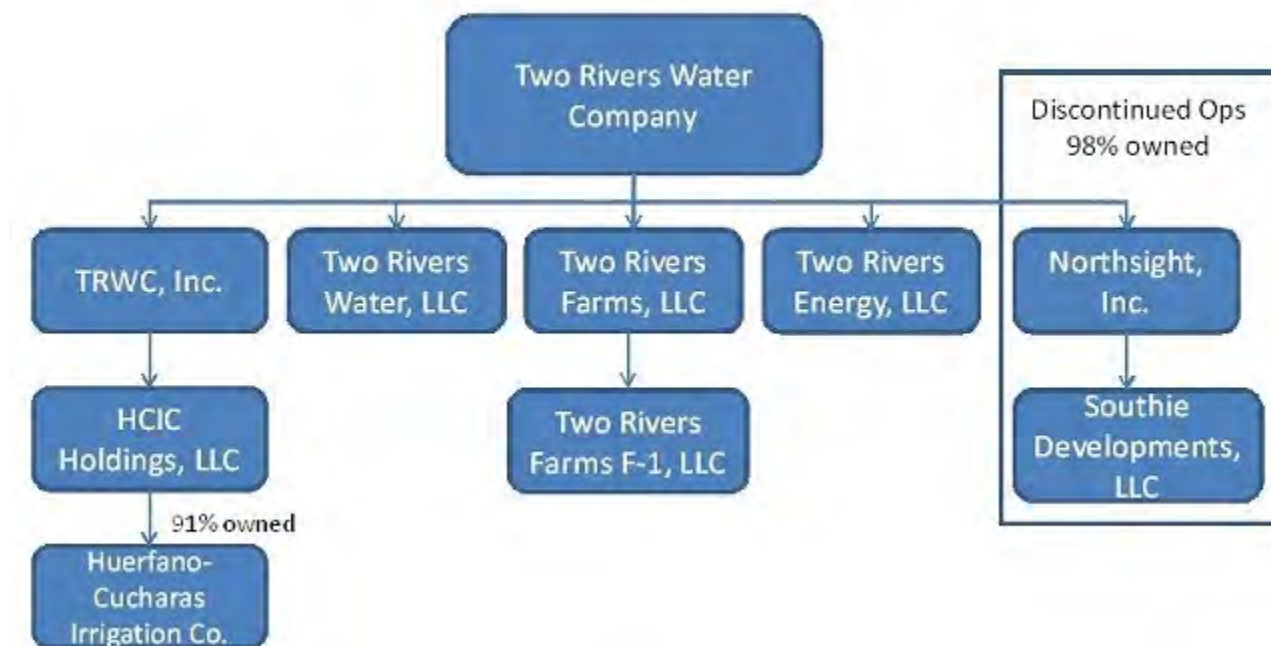 Two Rivers Water
Company
Discontinued Ops
98% owned
TRWC, Inc.
Two Rivers
Water, LLC
Two Rivers
Farms, LLC
Two Rivers
Energy, LLC
Northsight,
Inc.
HCIC
Holdings, LLC
Two Rivers
Farms F-1, LLC
Southie
Developments,
LLC
91% owned
Huerfano-
Cucharas
Irrigation Co.